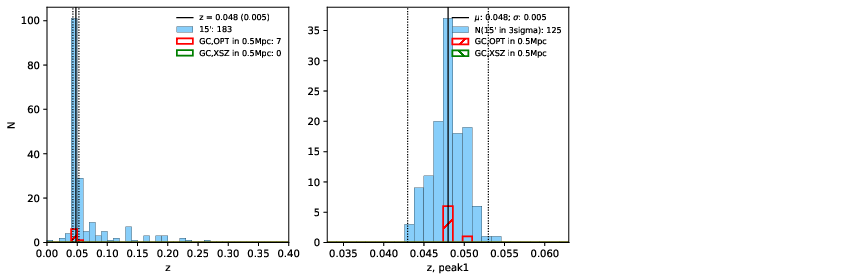 z = 0.048 (0.005)
15': 183
GC,OPT in 0.5Mpc: 7
GC,XSZ in 0.5Mpc: 0
100
80
60
40
20
0
N
0.00 0.05 0.10 0.15 0.20 0.25 0.30 0.35 0.40
z
μ: 0.048; σ: 0.005
N(15' in 3sigma): 125
GC,OPT in 0.5Mpc
GC,XSZ in 0.5Mpc
35
30
25
20
15
10
5
0
0.035 0.040 0.045 0.050 0.055 0.060
z, peak1